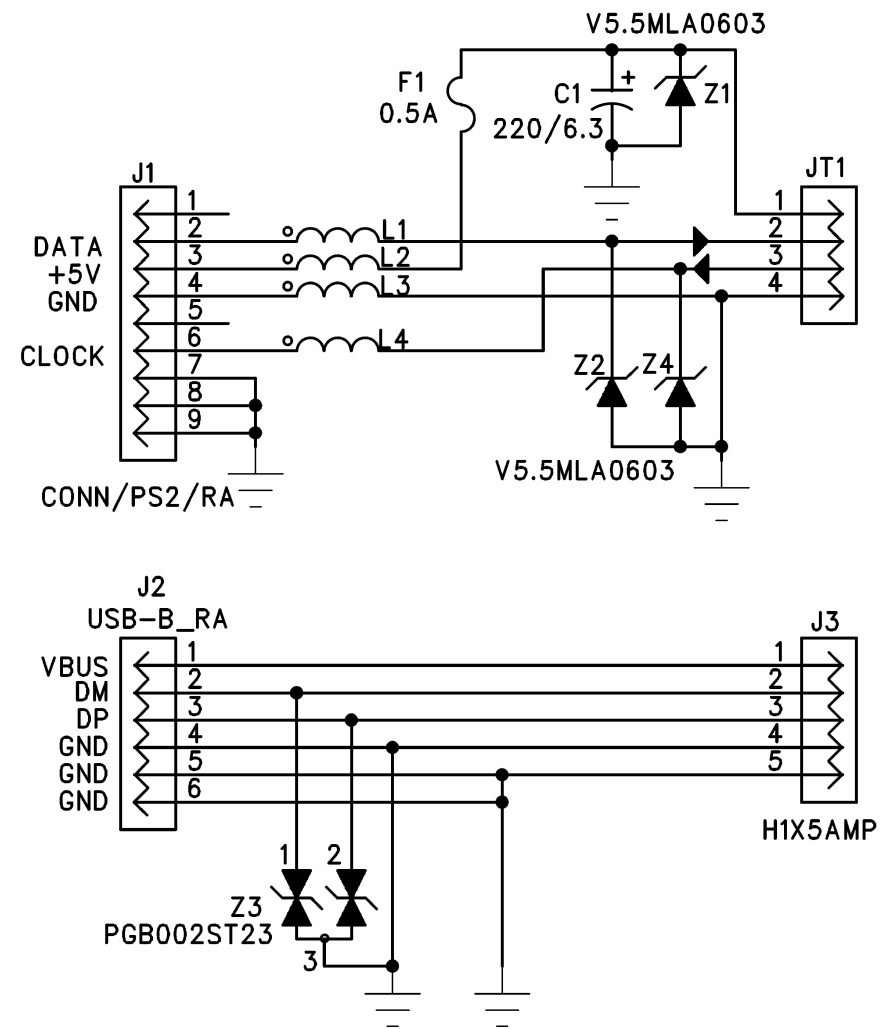 V5.5MLA0603
F1
0.5A
C1
+
Z1
220/6.3
J1
JT1
1
1
2
L1
2
DATA
3
L2
3
+5V
4
L3
4
GND
5
6
L4
CLOCK
7
Z2
Z4
8
9
V5.5MLA0603
CONN/PS2/RA
J2
USB-B_RA
J3
VBUS
1
1
DM
2
2
DP
3
3
GND
4
4
GND
5
5
GND
6
H1X5AMP
1
2
Z3
PGB002ST23
3